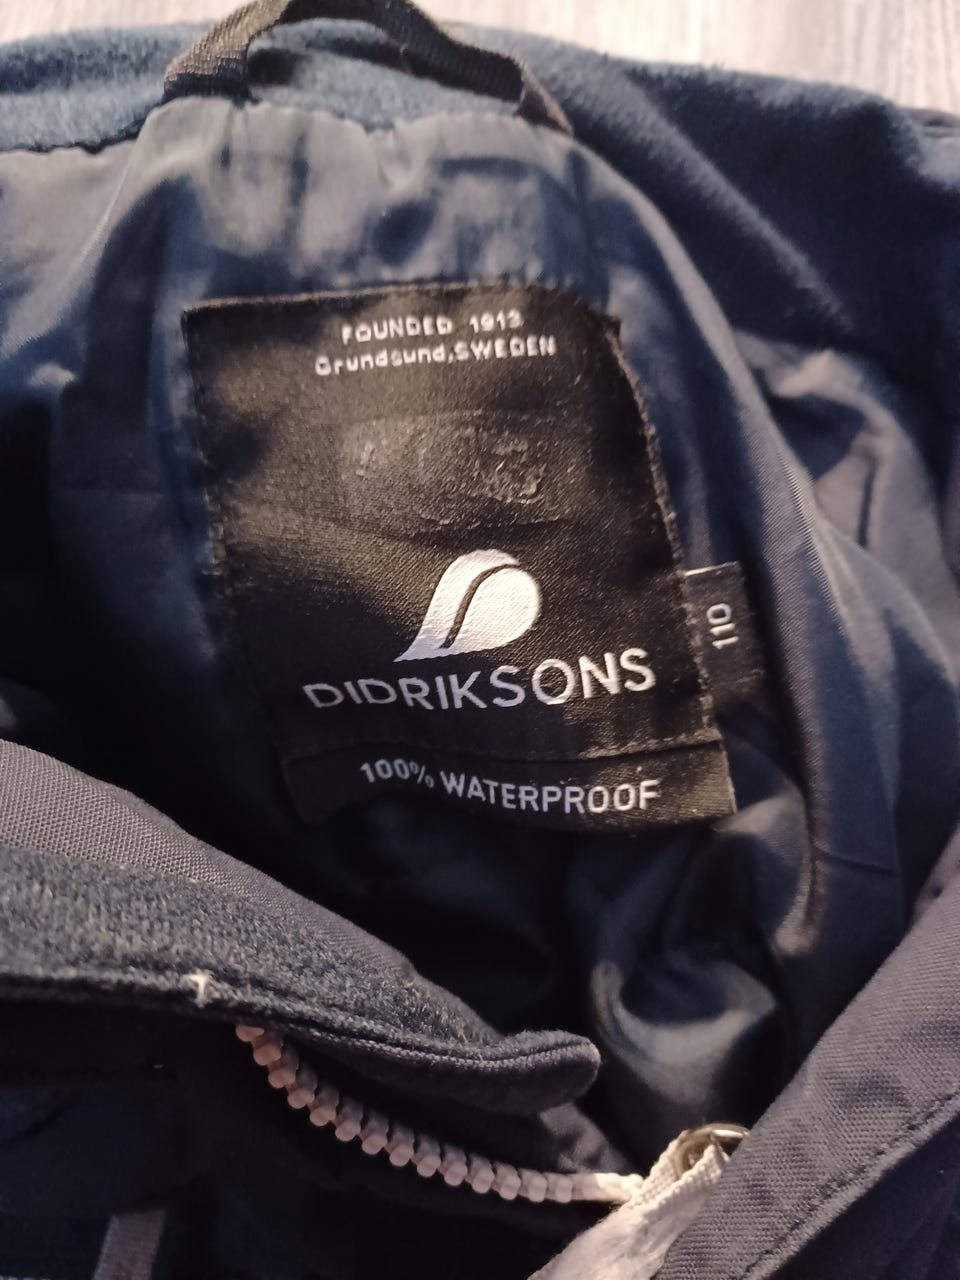 FOUNDED 1913
Grundsund,SWEDEN
DIDRIKSONS
110
100% WATERPROOF